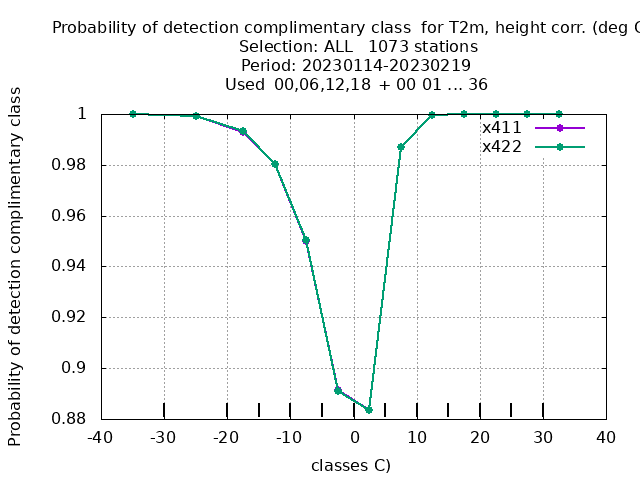 Probability of detection complimentary class  for T2m, height corr. (deg C
Selection: ALL   1073 stations
Period: 20230114-20230219
Used  00,06,12,18  + 00 01 ... 36
Probability of detection complimentary class
1
0.98
0.96
0.94
0.92
0.9
0.88
x411
x422
-40 -30 -20 -10 0 10 20 30 40
classes C)